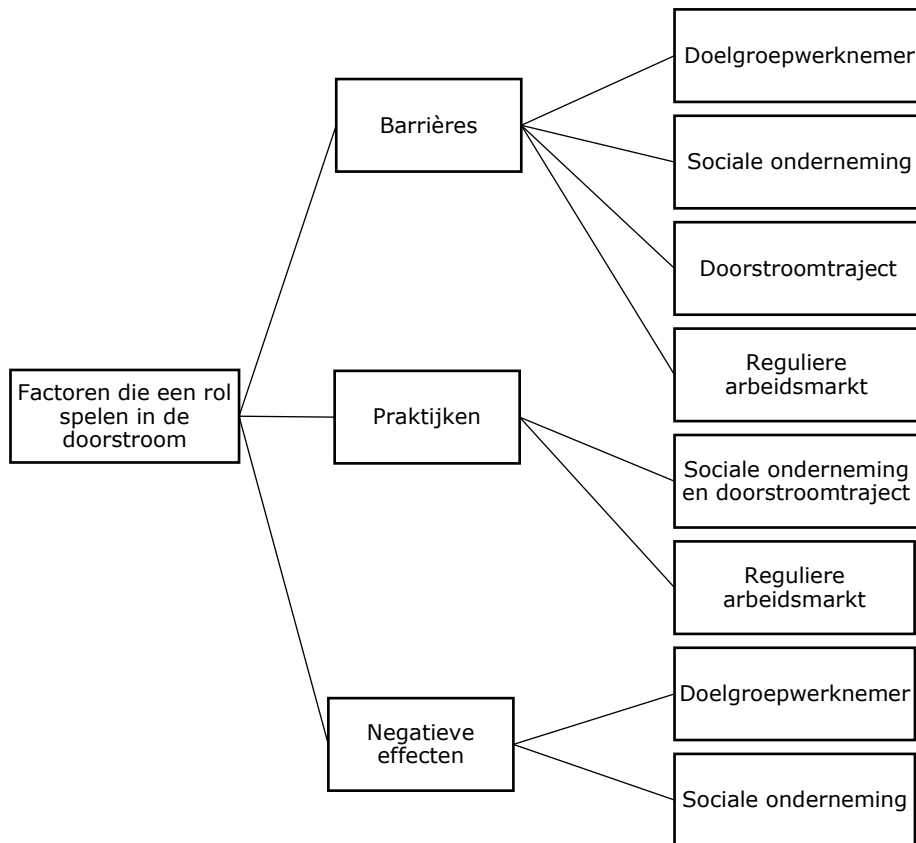 Factoren die een rol
spelen in de
doorstroom
Barrières
Doelgroepwerknemer
Sociale onderneming
Doorstroomtraject
Reguliere
arbeidsmarkt
Praktijken
Sociale onderneming
en doorstroomtraject
Reguliere
arbeidsmarkt
Negatieve
effecten
Doelgroepwerknemer
Sociale onderneming